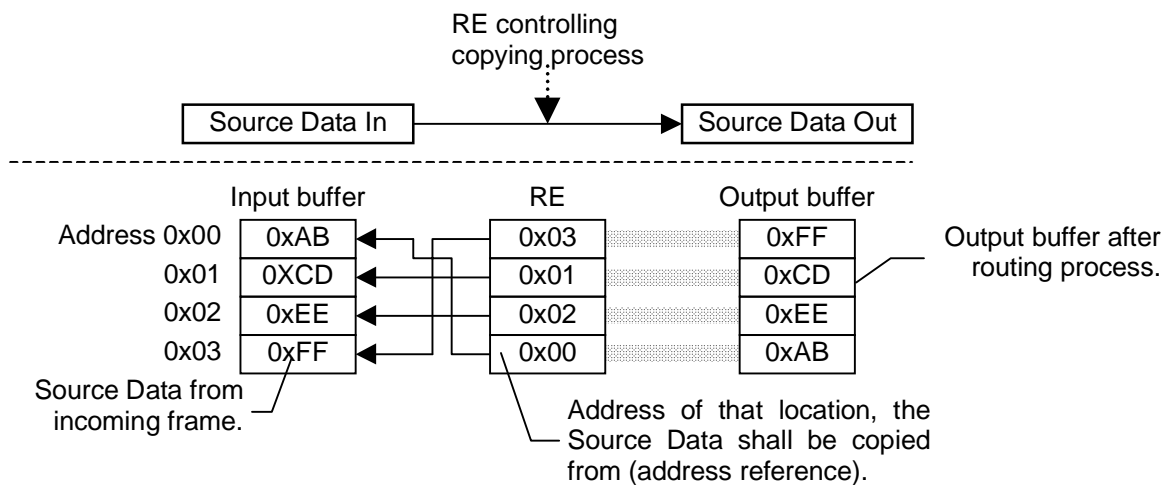 RE controlling
copying process
Source Data In
Source Data Out
Input buffer
RE
Output buffer
Address 0x00
0xAB
0x03
0xFF
0x01
0XCD
0x01
0xCD
0x02
0xEE
0x02
0xEE
0x03
0xFF
0x00
0xAB
Output buffer after
routing process.
Source Data from
incoming frame.
Address of that location, the
Source Data shall be copied
from (address reference).